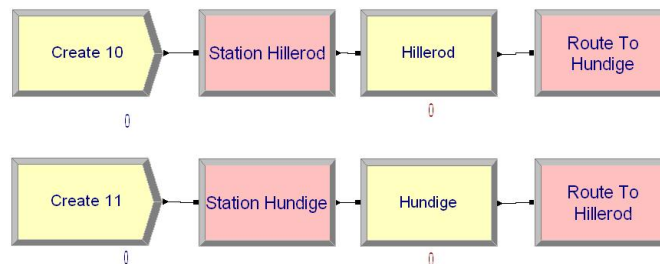 Create 10
Station Hillerod
Hillerod
Route To
Hundige
0
0
Create 11
Station Hundige
Hundige
Route To
Hillerod
0
0